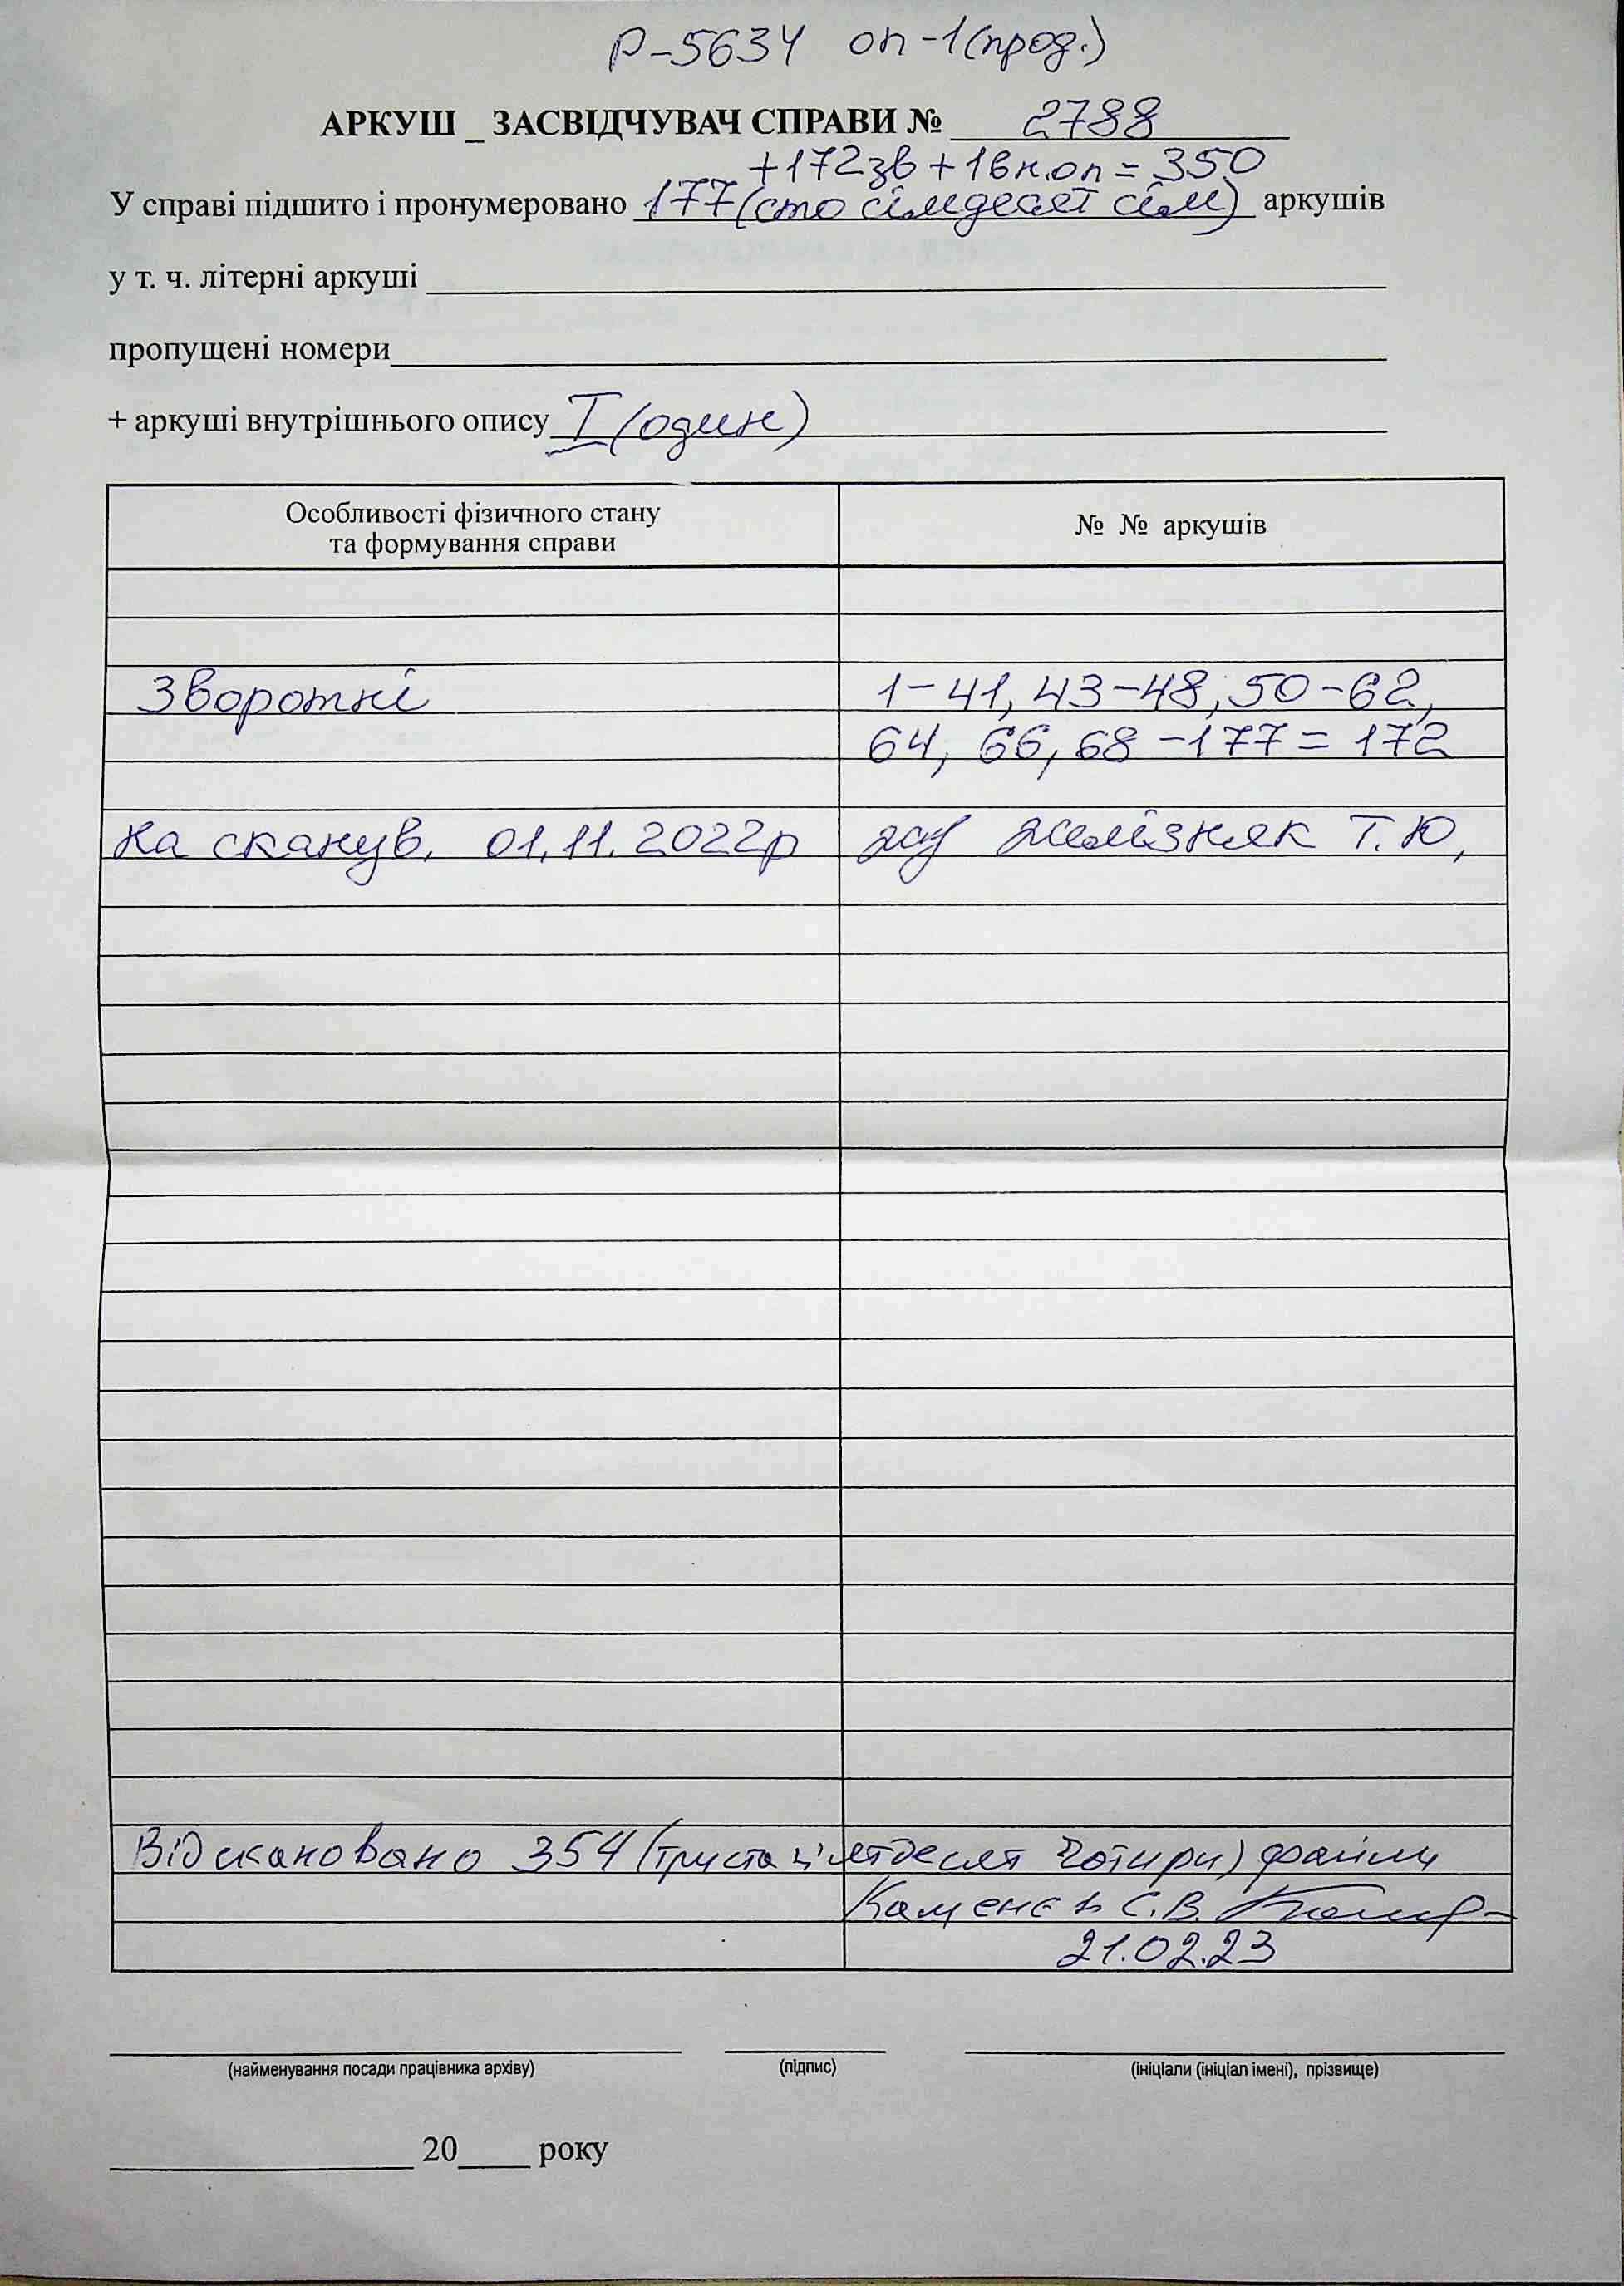 Р-5634 оп-1(прод.)
АРКУШ _ ЗАСВІДЧУВАЧ СПРАВИ № 2788
+172зв + 1вн.оп = 350
У справі підшито і пронумеровано 177(сто сімдесят сім) аркушів
у т. ч. літерні аркуші
пропущені номери
+ аркуші внутрішнього опису I (один)
Особливості фізичного стану
та формування справи
№ № аркушів
Зворотні 1-41, 43-48, 50-62,
64, 66, 68-177 = 172
на сканув. 01.11.2022р Желізняк Т.Ю.
Відскановано 354 (триста п'ятдесят чотири) файли
Каменєв С.В.
21.02.23
(найменування посади працівника архіву) (підпис) (ініціали (ініціал імені), прізвище)
20 року